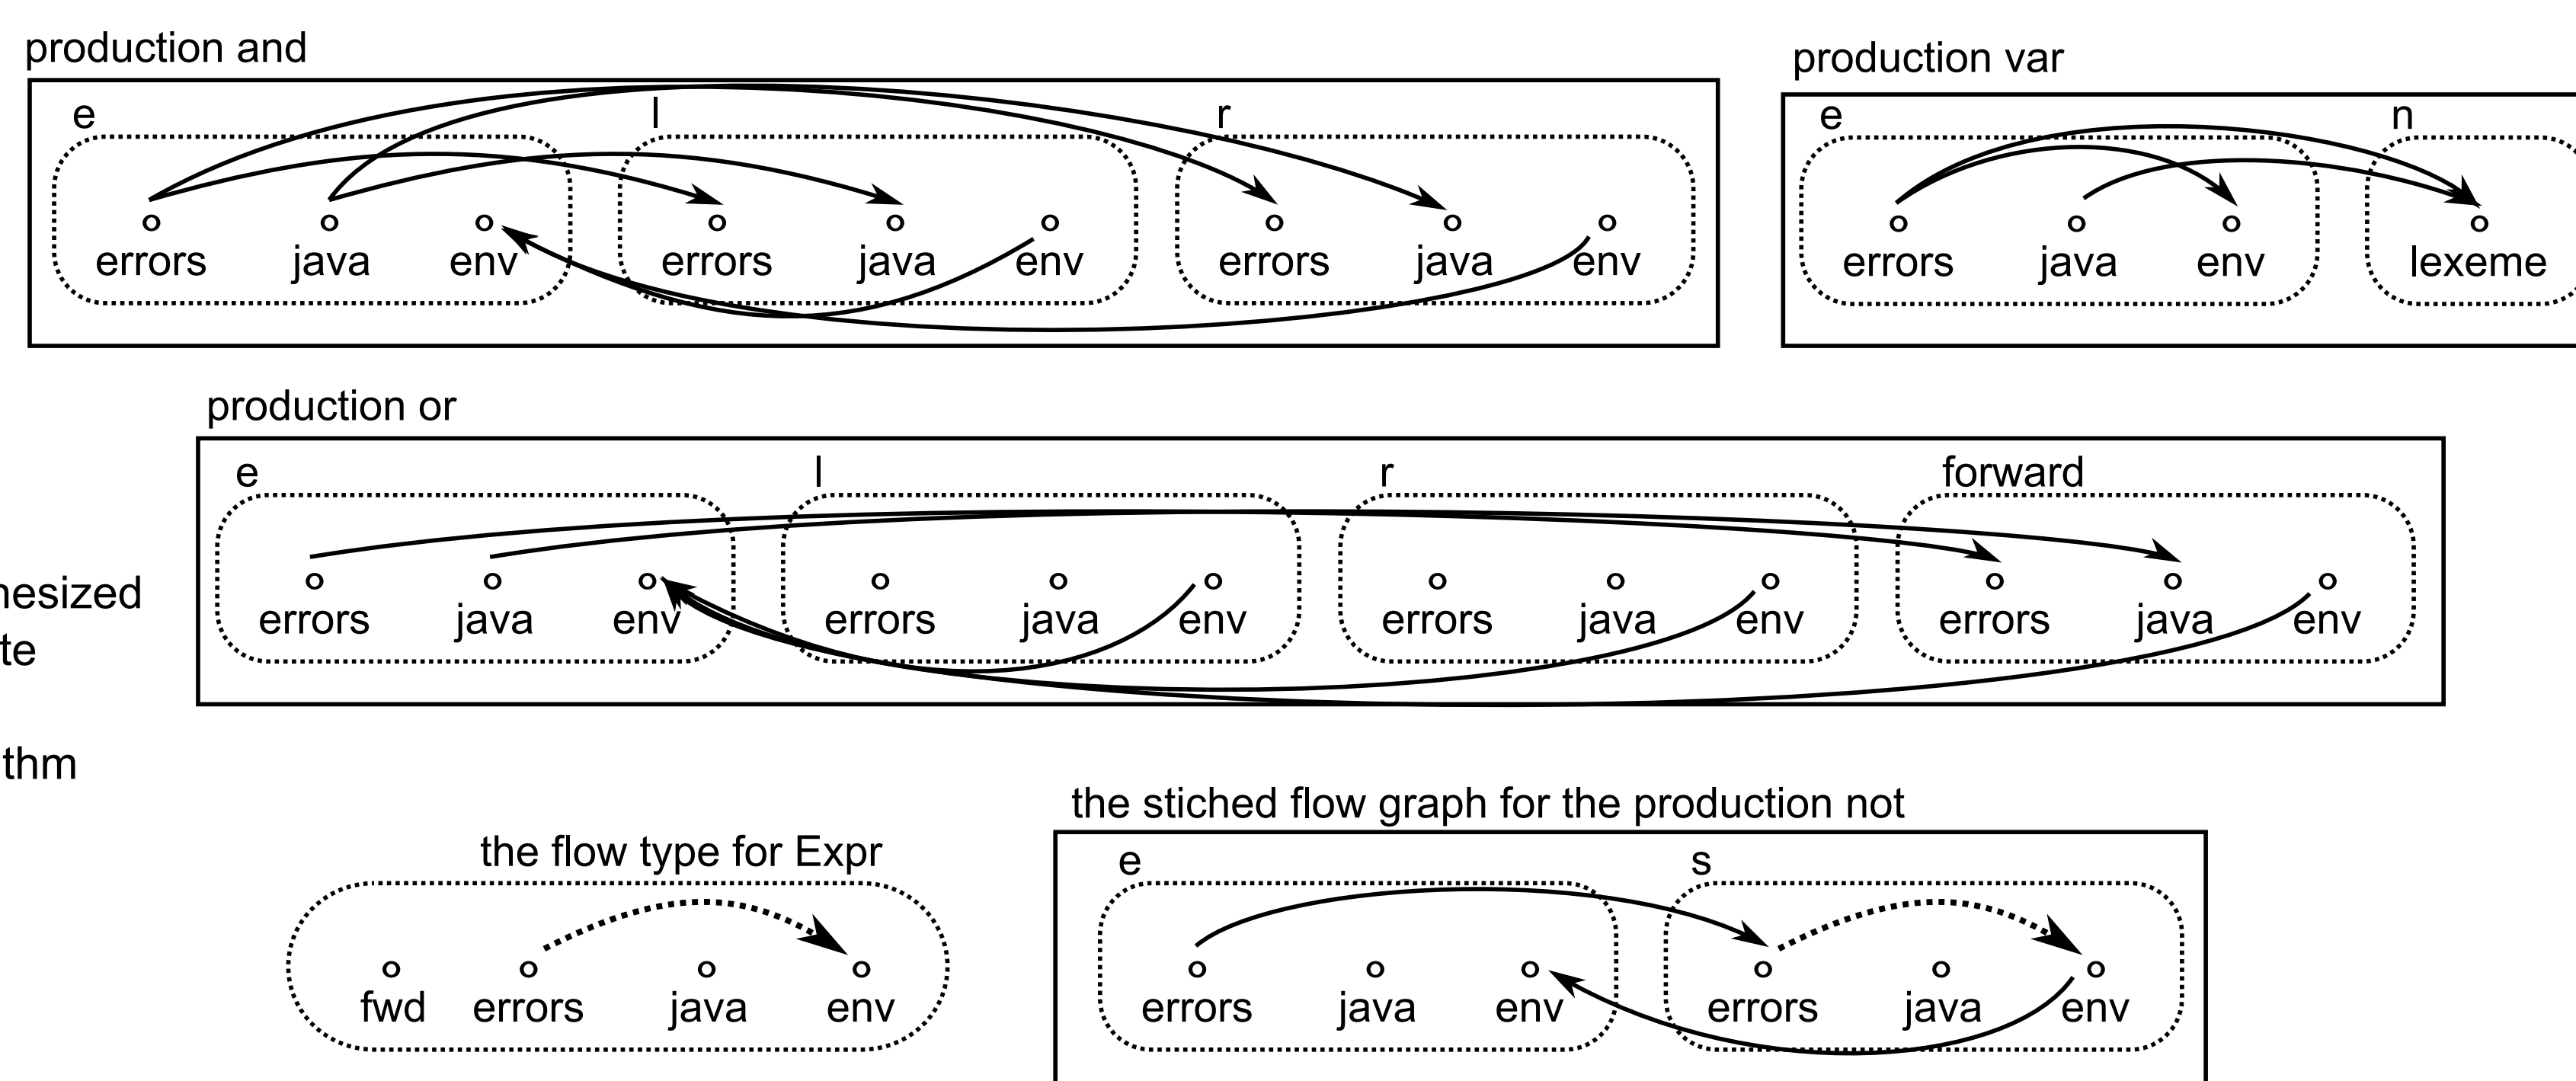 production and
e l r
errors java env errors java env errors java env
production var
e n
errors java env lexeme
production or
e l r forward
errors java env errors java env errors java env errors java env
nesized
te
thm
the flow type for Expr
fwd errors java env
the stiched flow graph for the production not
e s
errors java env errors java env